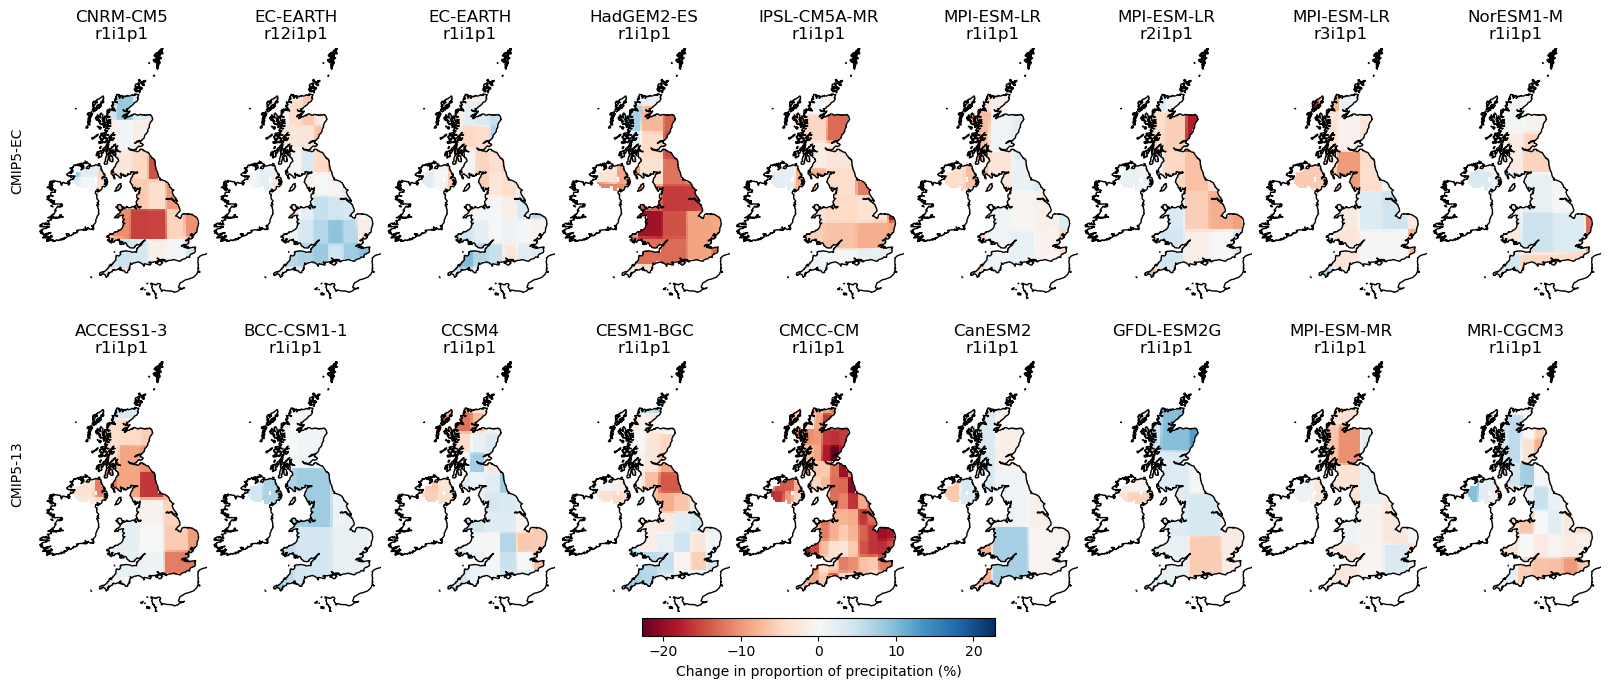 CNRM-CM5
r1i1p1
EC-EARTH
r12i1p1
EC-EARTH
r1i1p1
HadGEM2-ES
r1i1p1
IPSL-CM5A-MR
r1i1p1
MPI-ESM-LR
r1i1p1
MPI-ESM-LR
r2i1p1
MPI-ESM-LR
r3i1p1
NorESM1-M
r1i1p1
CMIP5-EC
ACCESS1-3
r1i1p1
BCC-CSM1-1
r1i1p1
CCSM4
r1i1p1
CESM1-BGC
r1i1p1
CMCC-CM
r1i1p1
CanESM2
r1i1p1
GFDL-ESM2G
r1i1p1
MPI-ESM-MR
r1i1p1
MRI-CGCM3
r1i1p1
CMIP5-13
−20 −10 0 10 20
Change in proportion of precipitation (%)